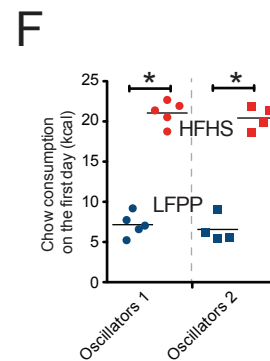 F
* *
25
20
15
10
5
0
Chow consumption
on the first day (kcal)
HFHS
LFPP
Oscillators 1
Oscillators 2